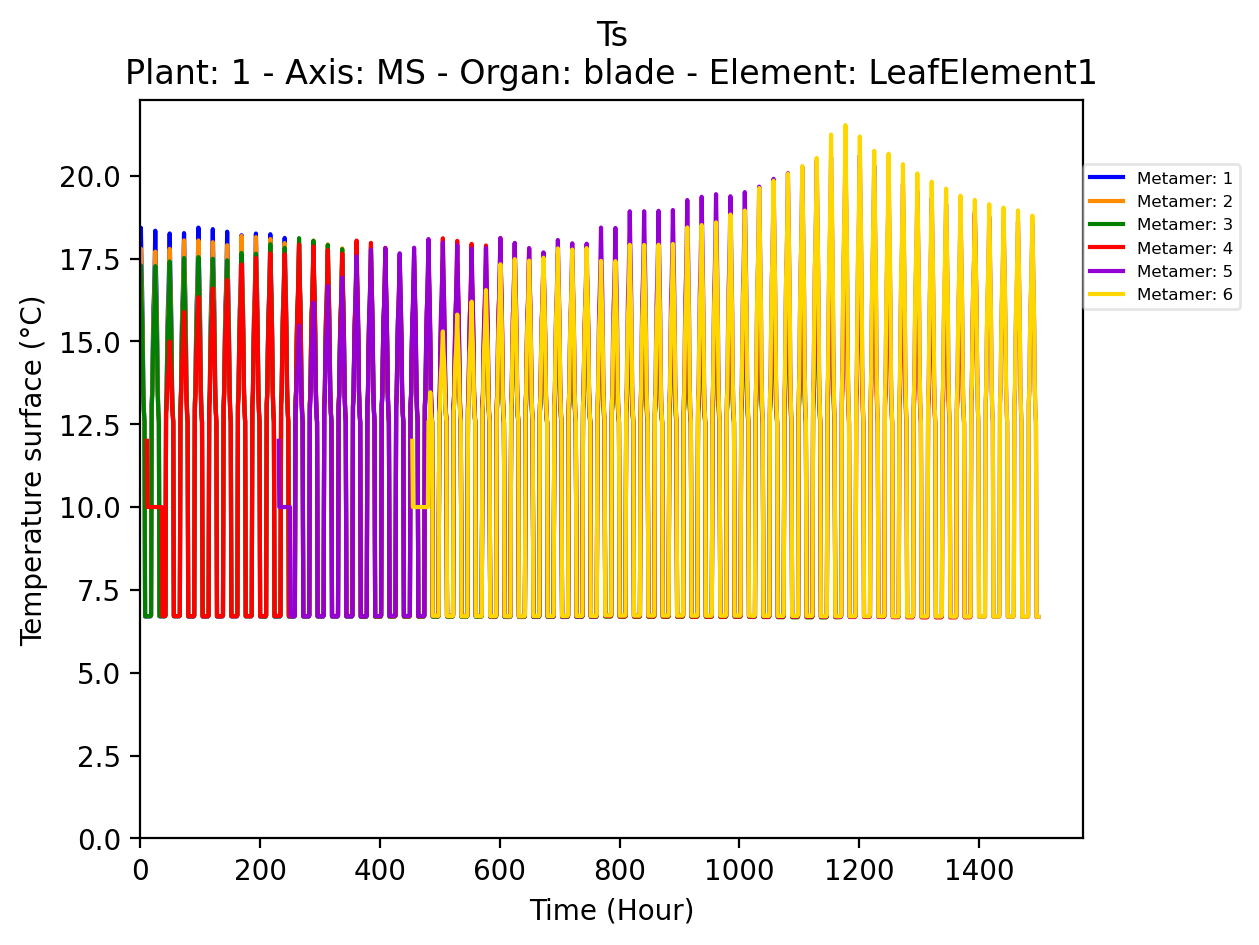 Ts
Plant: 1 - Axis: MS - Organ: blade - Element: LeafElement1
Temperature surface (°C)
20.0
17.5
15.0
12.5
10.0
7.5
5.0
2.5
0.0
0 200 400 600 800 1000 1200 1400
Time (Hour)
Metamer: 1
Metamer: 2
Metamer: 3
Metamer: 4
Metamer: 5
Metamer: 6